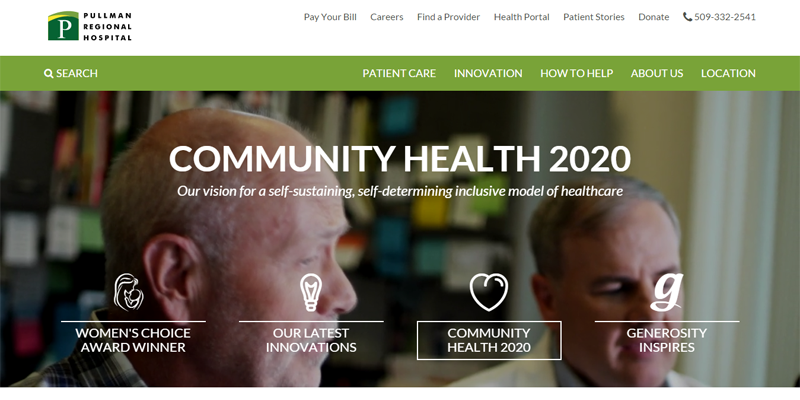 PULLMAN
REGIONAL
HOSPITAL
P
Pay Your Bill Careers Find a Provider Health Portal Patient Stories Donate 509-332-2541
SEARCH PATIENT CARE INNOVATION HOW TO HELP ABOUT US LOCATION
COMMUNITY HEALTH 2020
Our vision for a self-sustaining, self-determining inclusive model of healthcare
g
WOMEN'S CHOICE
AWARD WINNER
OUR LATEST
INNOVATIONS
COMMUNITY
HEALTH 2020
GENEROSITY
INSPIRES